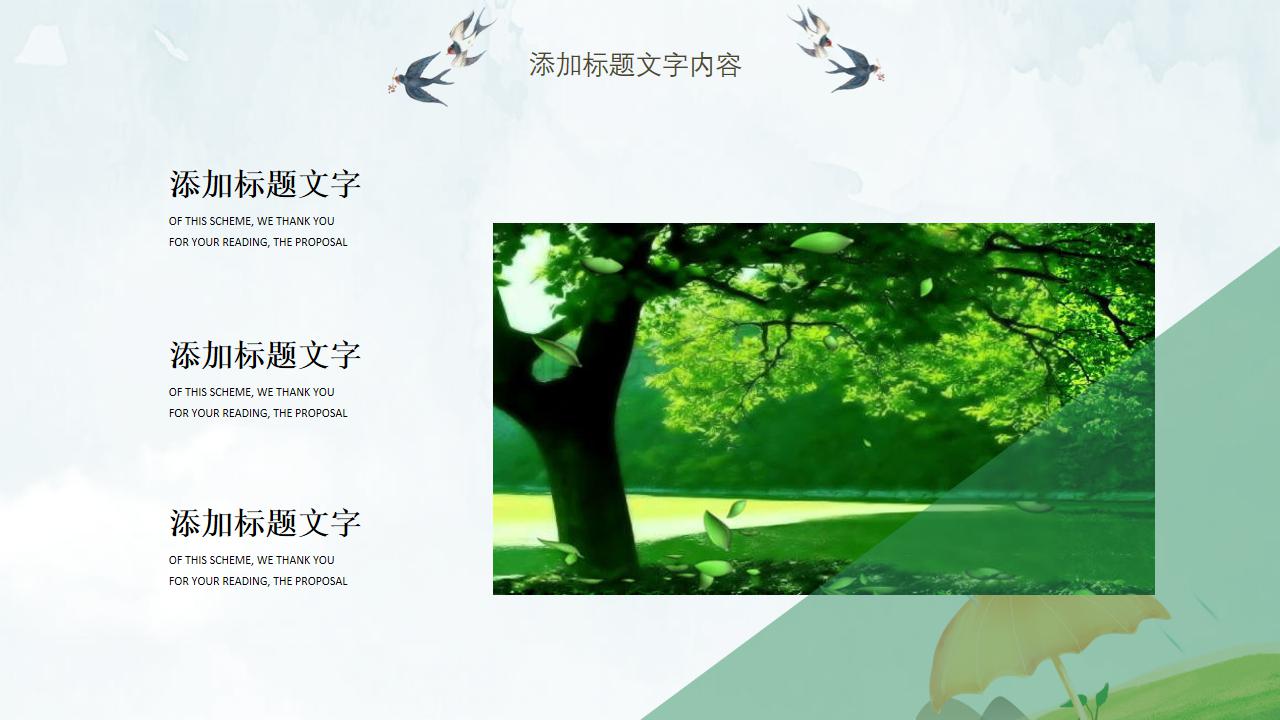 添加标题文字内容
添加标题文字
OF THIS SCHEME, WE THANK YOU
FOR YOUR READING, THE PROPOSAL
添加标题文字
OF THIS SCHEME, WE THANK YOU
FOR YOUR READING, THE PROPOSAL
添加标题文字
OF THIS SCHEME, WE THANK YOU
FOR YOUR READING, THE PROPOSAL